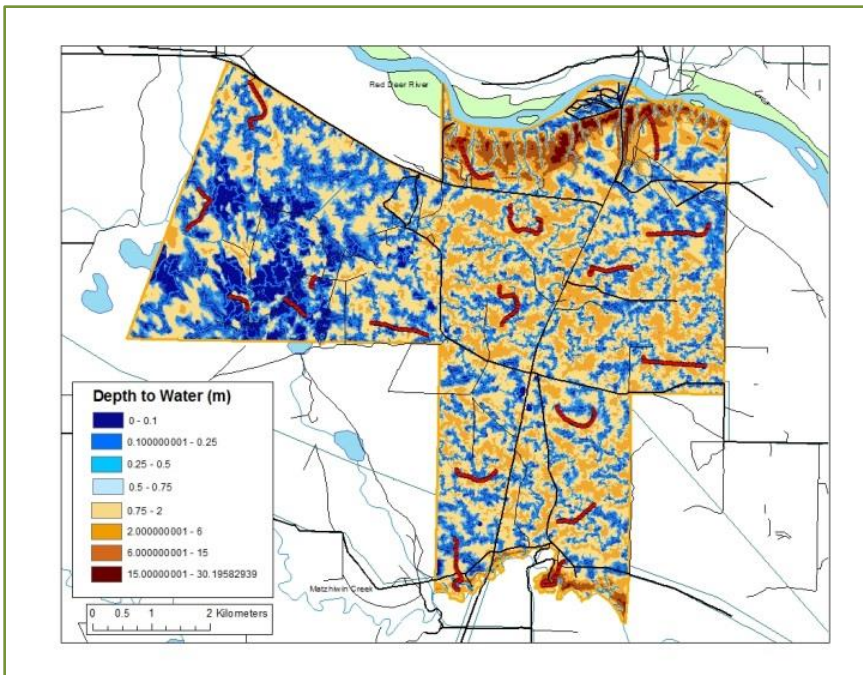 Red Deer River
Depth to Water (m)
0 - 0.1
0.100000001 - 0.25
0.25 - 0.5
0.5 - 0.75
0.75 - 2
2.000000001 - 6
6.000000001 - 15
15.00000001 - 30.19582939
Matzhiwin Creek
0 0.5 1 2 Kilometers